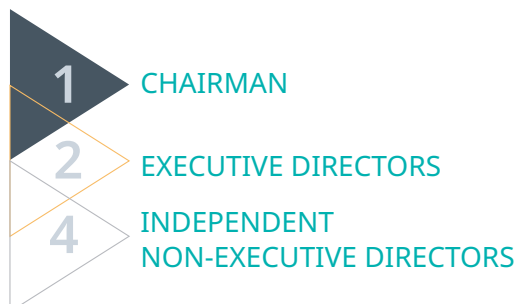 1 CHAIRMAN
2 EXECUTIVE DIRECTORS
4 INDEPENDENT
NON-EXECUTIVE DIRECTORS